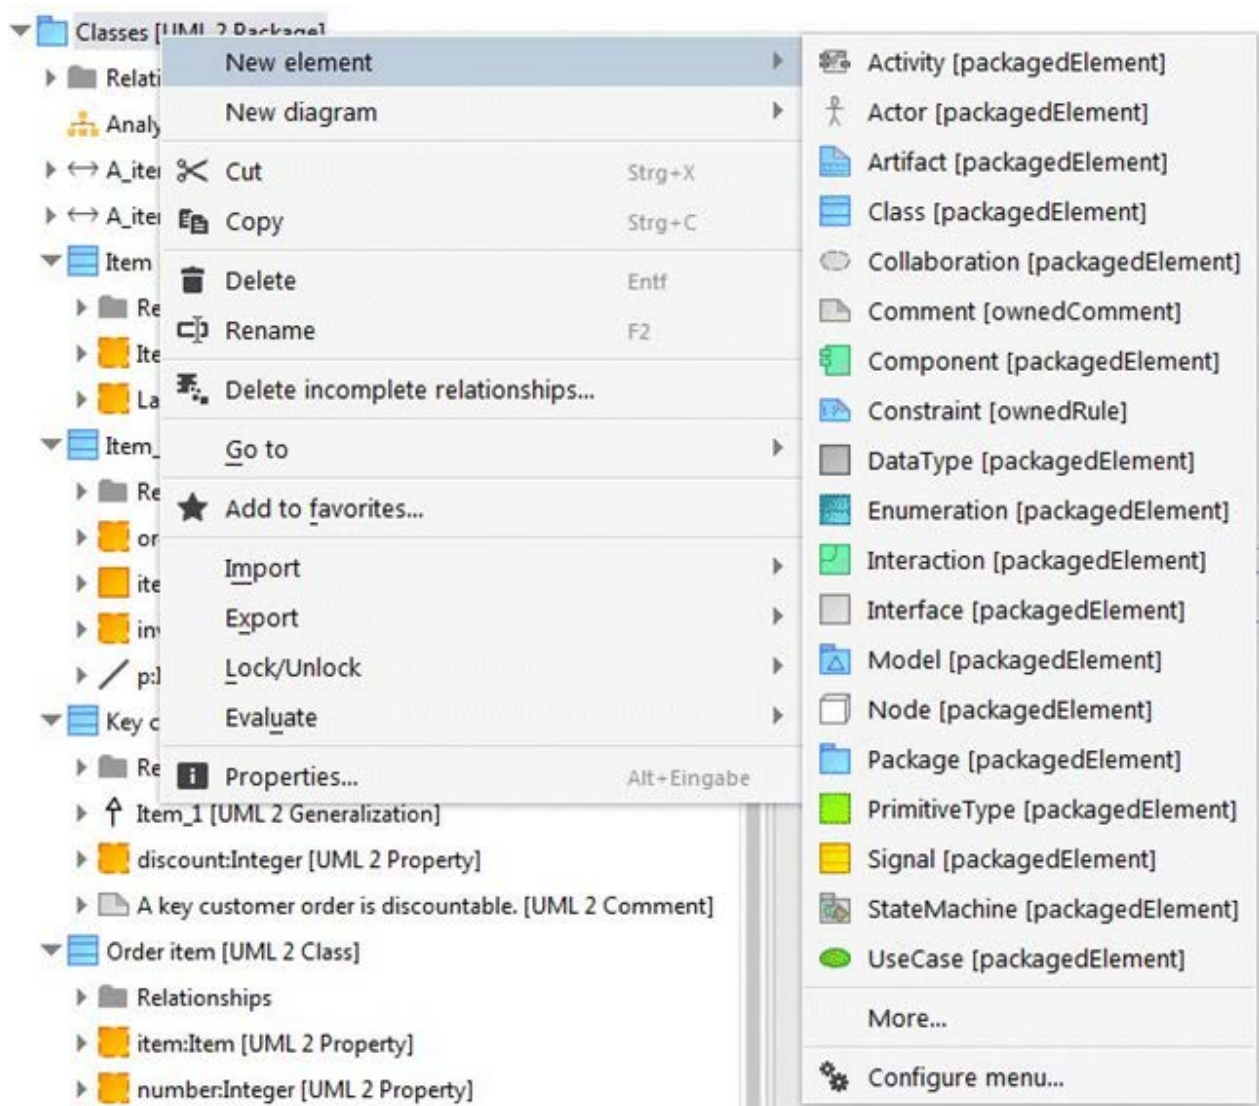 Classes [UML 2 Package]
Relati
Analy
A_iter
A_iter
Item
Re
Ite
La
Item_
Re
or
ite
inv
p:I
Key c
Re
Item_1 [UML 2 Generalization]
discount:Integer [UML 2 Property]
A key customer order is discountable. [UML 2 Comment]
Order item [UML 2 Class]
Relationships
item:Item [UML 2 Property]
number:Integer [UML 2 Property]
New element
New diagram
Cut Strg+X
Copy Strg+C
Delete Entf
Rename F2
Delete incomplete relationships...
Go to
Add to favorites...
Import
Export
Lock/Unlock
Evaluate
Properties... Alt+Eingabe
Activity [packagedElement]
Actor [packagedElement]
Artifact [packagedElement]
Class [packagedElement]
Collaboration [packagedElement]
Comment [ownedComment]
Component [packagedElement]
Constraint [ownedRule]
DataType [packagedElement]
Enumeration [packagedElement]
Interaction [packagedElement]
Interface [packagedElement]
Model [packagedElement]
Node [packagedElement]
Package [packagedElement]
PrimitiveType [packagedElement]
Signal [packagedElement]
StateMachine [packagedElement]
UseCase [packagedElement]
More...
Configure menu...